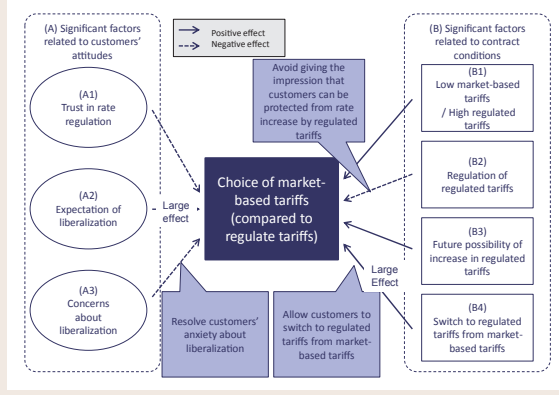 (A) Significant factors
related to customers'
attitudes
Positive effect
Negative effect
(B) Significant factors
related to contract
conditions
(A1)
Trust in rate
regulation
(A2)
Expectation of
liberalization
(A3)
Concerns
about
liberalization
Large
effect
Avoid giving the
impression that
customers can be
protected from rate
increase by regulated
tariffs
Choice of market-
based tariffs
(compared to
regulate tariffs)
Resolve customers'
anxiety about
liberalization
Allow customers to
switch to regulated
tariffs from market-
based tariffs
Large
Effect
(B1)
Low market-based
tariffs
/ High regulated
tariffs
(B2)
Regulation of
regulated tariffs
(B3)
Future possibility of
increase in regulated
tariffs
(B4)
Switch to regulated
tariffs from market-
based tariffs